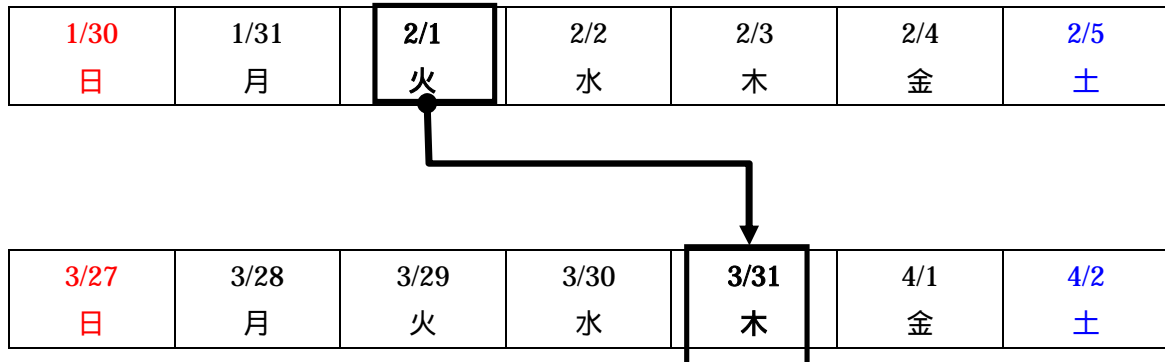 1/30 1/31 2/1 2/2 2/3 2/4 2/5
日 月 火 水 木 金 土
3/27 3/28 3/29 3/30 3/31 4/1 4/2
日 月 火 水 木 金 土